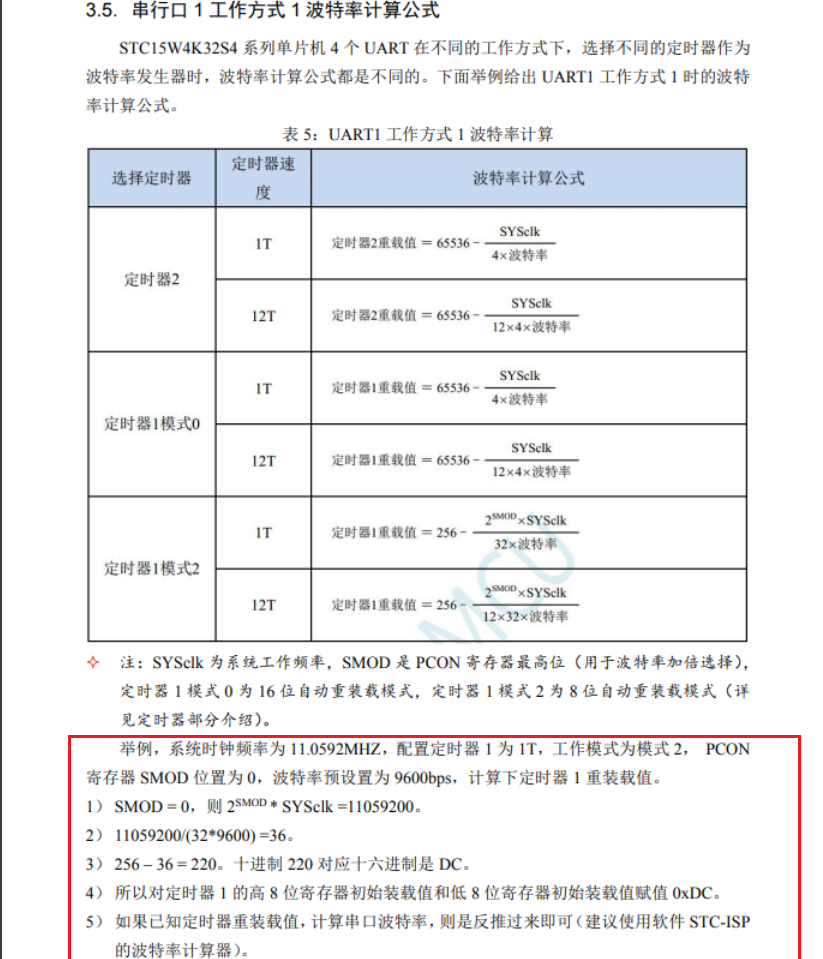 3.5. 串行口 1 工作方式 1 波特率计算公式
STC15W4K32S4 系列单片机 4 个 UART 在不同的工作方式下，选择不同的定时器作为
波特率发生器时，波特率计算公式都是不同的。下面举例给出 UART1 工作方式 1 时的波特
率计算公式。
表 5：UART1 工作方式 1 波特率计算
选择定时器 定时器速度 波特率计算公式
定时器2
1T 定时器2重载值 = 65536 - SYSclk / 4×波特率
12T 定时器2重载值 = 65536 - SYSclk / 12×4×波特率
定时器1模式0
1T 定时器1重载值 = 65536 - SYSclk / 4×波特率
12T 定时器1重载值 = 65536 - SYSclk / 12×4×波特率
定时器1模式2
1T 定时器1重载值 = 256 - 2^SMOD×SYSclk / 32×波特率
12T 定时器1重载值 = 256 - 2^SMOD×SYSclk / 12×32×波特率
MCU
✧ 注：SYSclk 为系统工作频率，SMOD 是 PCON 寄存器最高位（用于波特率加倍选择），
定时器 1 模式 0 为 16 位自动重装载模式，定时器 1 模式 2 为 8 位自动重装载模式（详
见定时器部分介绍）。
举例，系统时钟频率为 11.0592MHZ，配置定时器 1 为 1T，工作模式为模式 2， PCON
寄存器 SMOD 位置为 0，波特率预设置为 9600bps，计算下定时器 1 重装载值。
1） SMOD = 0，则 2^SMOD * SYSclk =11059200。
2） 11059200/(32*9600) =36。
3） 256 – 36 = 220。十进制 220 对应十六进制是 DC。
4） 所以对定时器 1 的高 8 位寄存器初始装载值和低 8 位寄存器初始装载值赋值 0xDC。
5） 如果已知定时器重装载值，计算串口波特率，则是反推过来即可（建议使用软件 STC-ISP
的波特率计算器）。